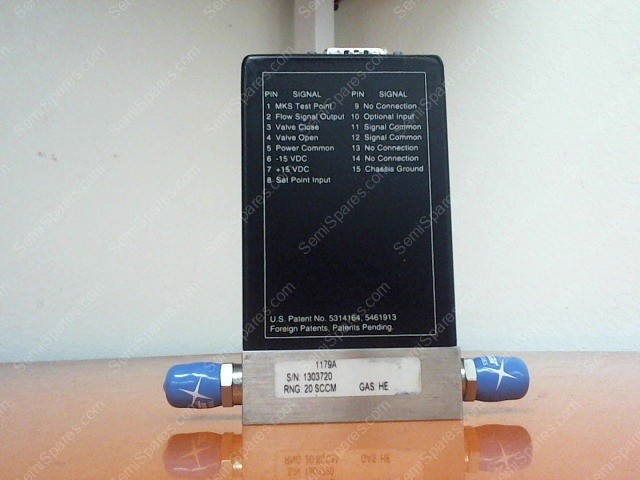 PIN SIGNAL PIN SIGNAL
1 MKS Test Point 9 No Connection
2 Flow Signal Output 10 Optional Input
3 Valve Close 11 Signal Common
4 Valve Open 12 Signal Common
5 Power Common 13 No Connection
6 -15 VDC 14 No Connection
7 +15 VDC 15 Chassis Ground
8 Set Point Input
U.S. Patent No. 5314164, 5461913
Foreign Patents, Patents Pending.
1179A
S/N: 1303720
RNG: 20 SCCM GAS: HE
SemiSpares.com